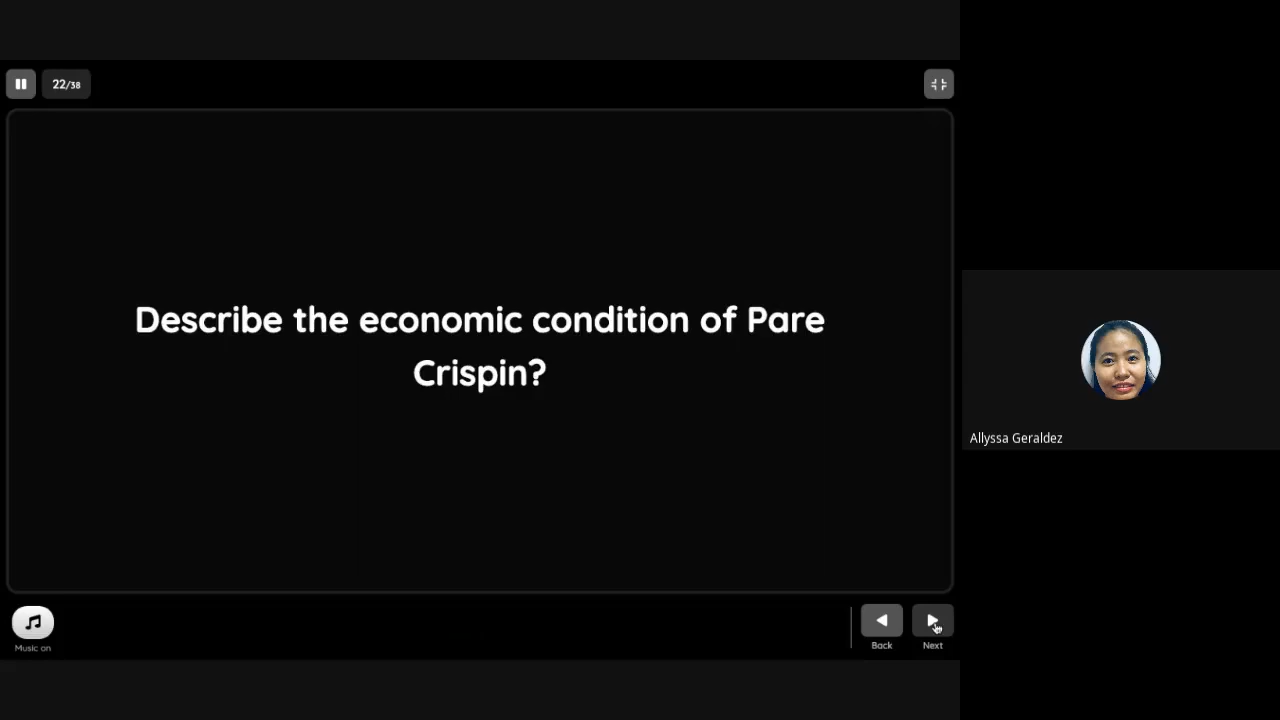 22/38
Describe the economic condition of Pare
Crispin?
Allyssa Geraldez
Music on
Back
Next